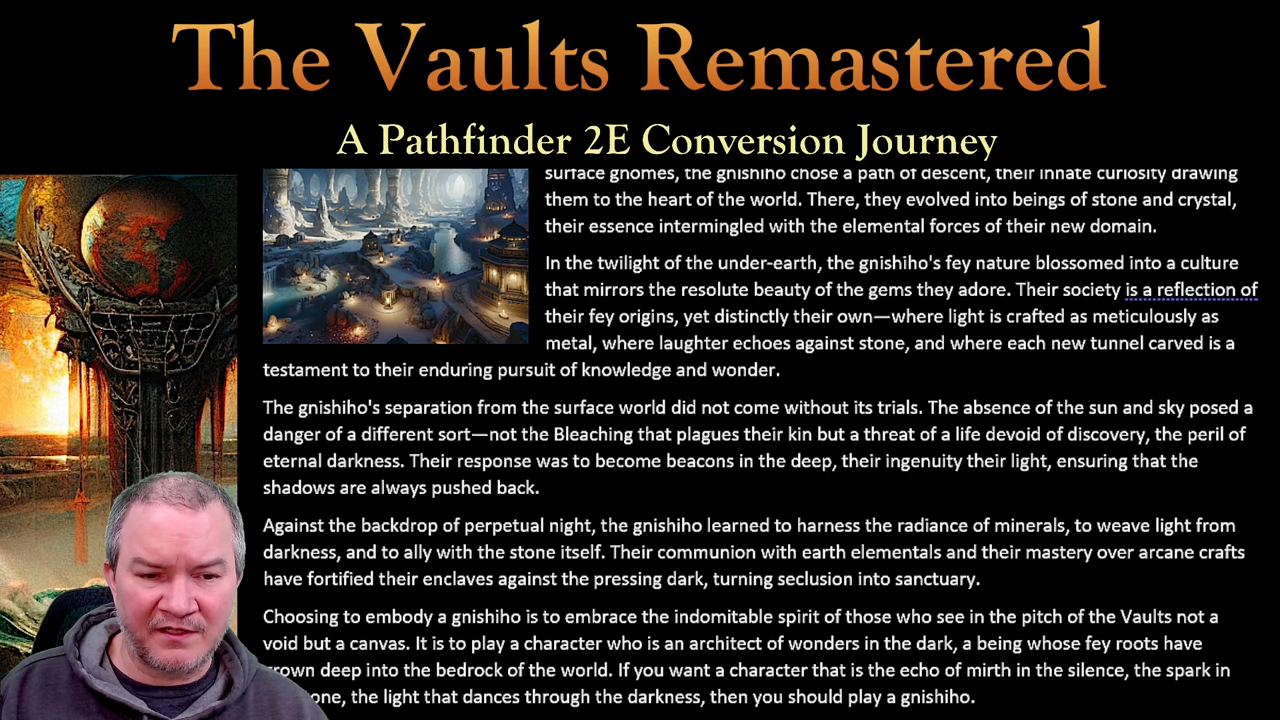 The Vaults Remastered
A Pathfinder 2E Conversion Journey
surface gnomes, the gnishiho chose a path of descent, their innate curiosity drawing
them to the heart of the world. There, they evolved into beings of stone and crystal,
their essence intermingled with the elemental forces of their new domain.
In the twilight of the under-earth, the gnishiho's fey nature blossomed into a culture
that mirrors the resolute beauty of the gems they adore. Their society is a reflection of
their fey origins, yet distinctly their own—where light is crafted as meticulously as
metal, where laughter echoes against stone, and where each new tunnel carved is a
testament to their enduring pursuit of knowledge and wonder.
The gnishiho's separation from the surface world did not come without its trials. The absence of the sun and sky posed a
danger of a different sort—not the Bleaching that plagues their kin but a threat of a life devoid of discovery, the peril of
eternal darkness. Their response was to become beacons in the deep, their ingenuity their light, ensuring that the
shadows are always pushed back.
Against the backdrop of perpetual night, the gnishiho learned to harness the radiance of minerals, to weave light from
darkness, and to ally with the stone itself. Their communion with earth elementals and their mastery over arcane crafts
have fortified their enclaves against the pressing dark, turning seclusion into sanctuary.
Choosing to embody a gnishiho is to embrace the indomitable spirit of those who see in the pitch of the Vaults not a
void but a canvas. It is to play a character who is an architect of wonders in the dark, a being whose fey roots have
grown deep into the bedrock of the world. If you want a character that is the echo of mirth in the silence, the spark in
the light that dances through the darkness, then you should play a gnishiho.